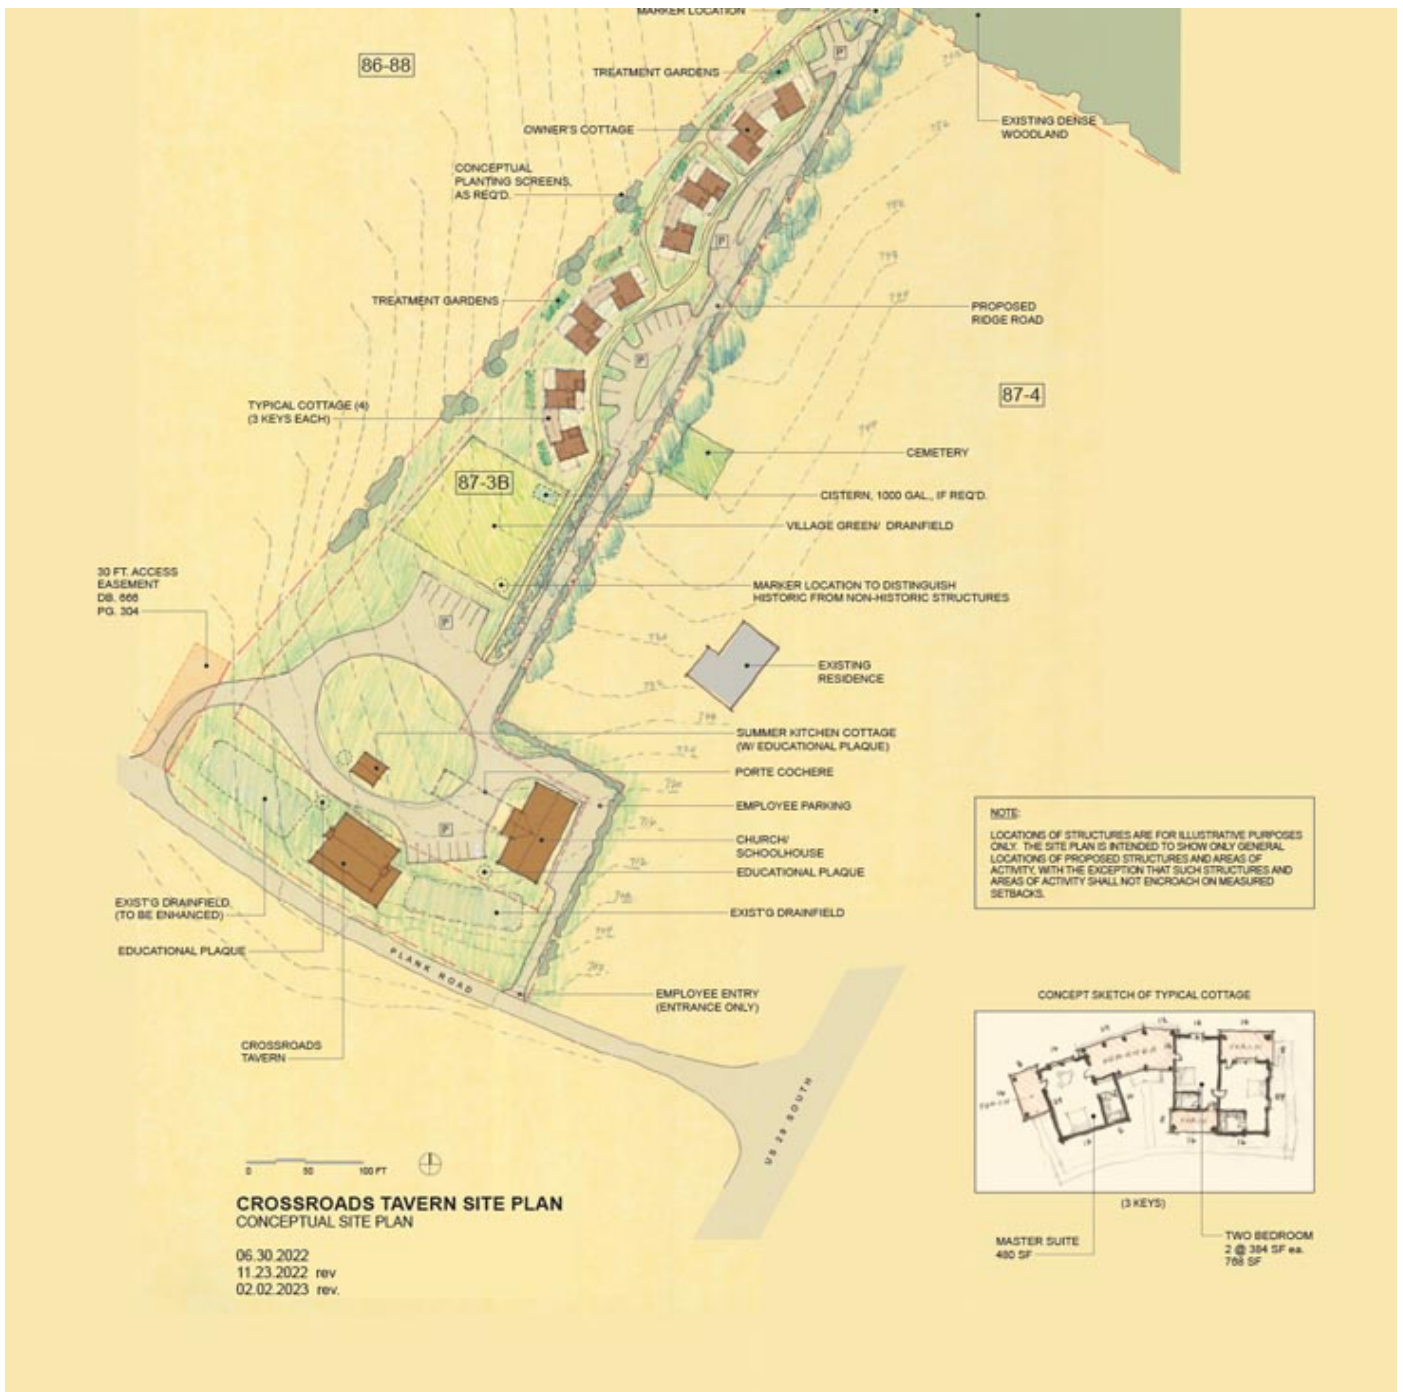 MARKER LOCATION
86-88
P
TREATMENT GARDENS
OWNER'S COTTAGE
EXISTING DENSE
WOODLAND
CONCEPTUAL
PLANTING SCREENS,
AS REQ'D.
P
TREATMENT GARDENS
PROPOSED
RIDGE ROAD
P
87-4
TYPICAL COTTAGE (4)
(3 KEYS EACH)
CEMETERY
87-3B
CISTERN, 1000 GAL., IF REQ'D.
VILLAGE GREEN/ DRAINFIELD
30 FT. ACCESS
EASEMENT
DB. 666
PG. 304
MARKER LOCATION TO DISTINGUISH
HISTORIC FROM NON-HISTORIC STRUCTURES
P
EXISTING
RESIDENCE
SUMMER KITCHEN COTTAGE
(W/ EDUCATIONAL PLAQUE)
PORTE COCHERE
EMPLOYEE PARKING
P
CHURCH/
SCHOOLHOUSE
EDUCATIONAL PLAQUE
NOTE:
LOCATIONS OF STRUCTURES ARE FOR ILLUSTRATIVE PURPOSES
ONLY. THE SITE PLAN IS INTENDED TO SHOW ONLY GENERAL
LOCATIONS OF PROPOSED STRUCTURES AND AREAS OF
ACTIVITY, WITH THE EXCEPTION THAT SUCH STRUCTURES AND
AREAS OF ACTIVITY SHALL NOT ENCROACH ON MEASURED
SETBACKS.
EXIST'G DRAINFIELD
(TO BE ENHANCED)
EXIST'G DRAINFIELD
EDUCATIONAL PLAQUE
PLANK ROAD
EMPLOYEE ENTRY
(ENTRANCE ONLY)
CROSSROADS
TAVERN
US 29 SOUTH
CONCEPT SKETCH OF TYPICAL COTTAGE
(3 KEYS)
MASTER SUITE
480 SF
TWO BEDROOM
2 @ 384 SF ea.
768 SF
0 50 100 FT
CROSSROADS TAVERN SITE PLAN
CONCEPTUAL SITE PLAN
06.30.2022
11.23.2022 rev
02.02.2023 rev.